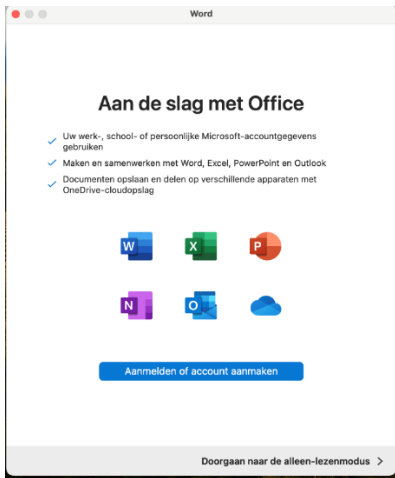 Word
Aan de slag met Office
Uw werk-, school- of persoonlijke Microsoft-accountgegevens
gebruiken
Maken en samenwerken met Word, Excel, PowerPoint en Outlook
Documenten opslaan en delen op verschillende apparaten met
OneDrive-cloudopslag
W X P
N O
Aanmelden of account aanmaken
Doorgaan naar de alleen-lezenmodus